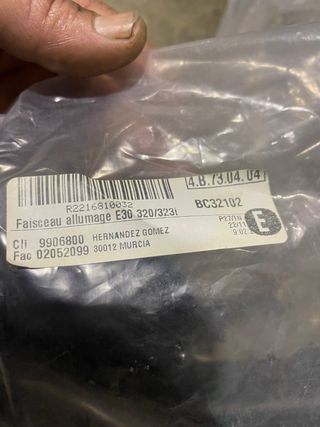 4.B.73.04.04
R2216810032
Faisceau allumage E30 320/323i
BC32102
Cli 9906800 HERNANDEZ GOMEZ
Fac 02052099 30012 MURCIA
E